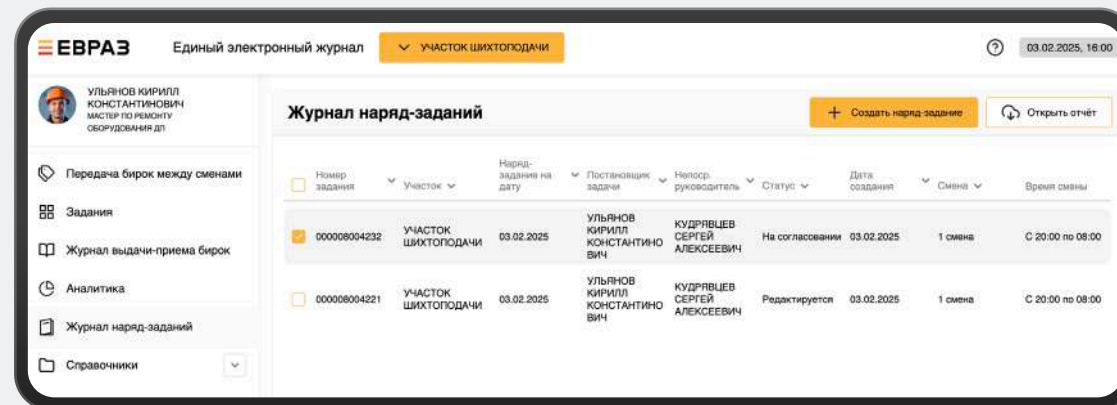 ЕВРАЗ
Единый электронный журнал
УЧАСТОК ШИХТОПОДАЧИ
03.02.2025, 16:00
УЛЬЯНОВ КИРИЛЛ
КОНСТАНТИНОВИЧ
МАСТЕР ПО РЕМОНТУ
ОБОРУДОВАНИЯ ДП
Передача бирок между сменами
Задания
Журнал выдачи-приема бирок
Аналитика
Журнал наряд-заданий
Справочники
Журнал наряд-заданий
Создать наряд-задание
Открыть отчёт
Номер
задания
Участок
Наряд-
задания на
дату
Постановщик
задачи
Непоср.
руководитель
Статус
Дата
создания
Смена
Время смены
000008004232
УЧАСТОК
ШИХТОПОДАЧИ
03.02.2025
УЛЬЯНОВ
КИРИЛЛ
КОНСТАНТИНО
ВИЧ
КУДРЯВЦЕВ
СЕРГЕЙ
АЛЕКСЕЕВИЧ
На согласовании
03.02.2025
1 смена
С 20:00 по 08:00
000008004221
УЧАСТОК
ШИХТОПОДАЧИ
03.02.2025
УЛЬЯНОВ
КИРИЛЛ
КОНСТАНТИНО
ВИЧ
КУДРЯВЦЕВ
СЕРГЕЙ
АЛЕКСЕЕВИЧ
Редактируется
03.02.2025
1 смена
С 20:00 по 08:00